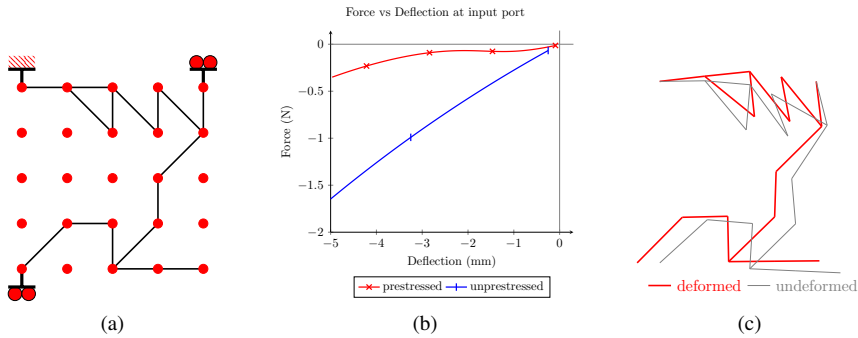 Force vs Deflection at input port
0
−0.5
−1
−1.5
−2
Force (N)
−5 −4 −3 −2 −1 0
Deflection (mm)
prestressed unprestressed
deformed undeformed
(a) (b) (c)